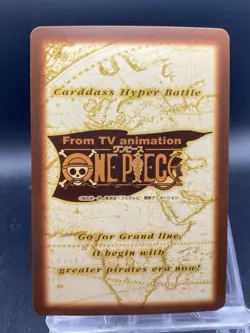 Carddass Hyper Battle
From TV animation
ワンピース
ONE PIECE
Go for Grand line,
it begin with
greater pirates era now!